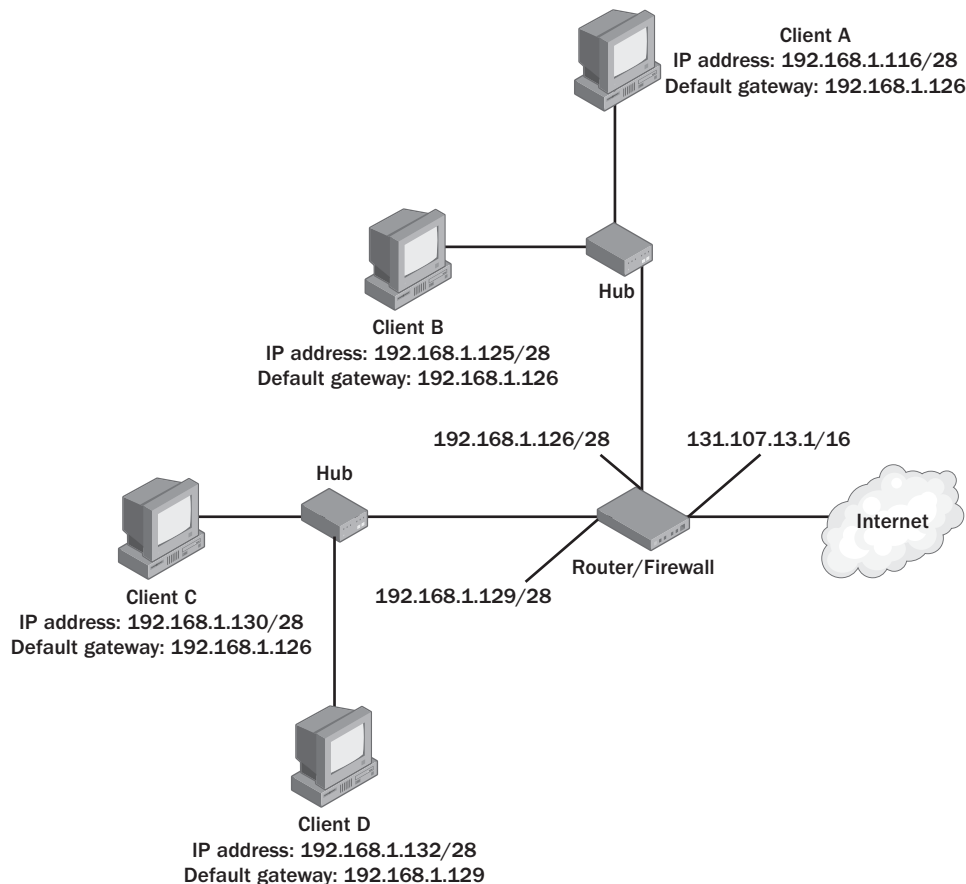 Client A
IP address: 192.168.1.116/28
Default gateway: 192.168.1.126
Hub
Client B
IP address: 192.168.1.125/28
Default gateway: 192.168.1.126
192.168.1.126/28
131.107.13.1/16
Hub
Internet
Router/Firewall
192.168.1.129/28
Client C
IP address: 192.168.1.130/28
Default gateway: 192.168.1.126
Client D
IP address: 192.168.1.132/28
Default gateway: 192.168.1.129